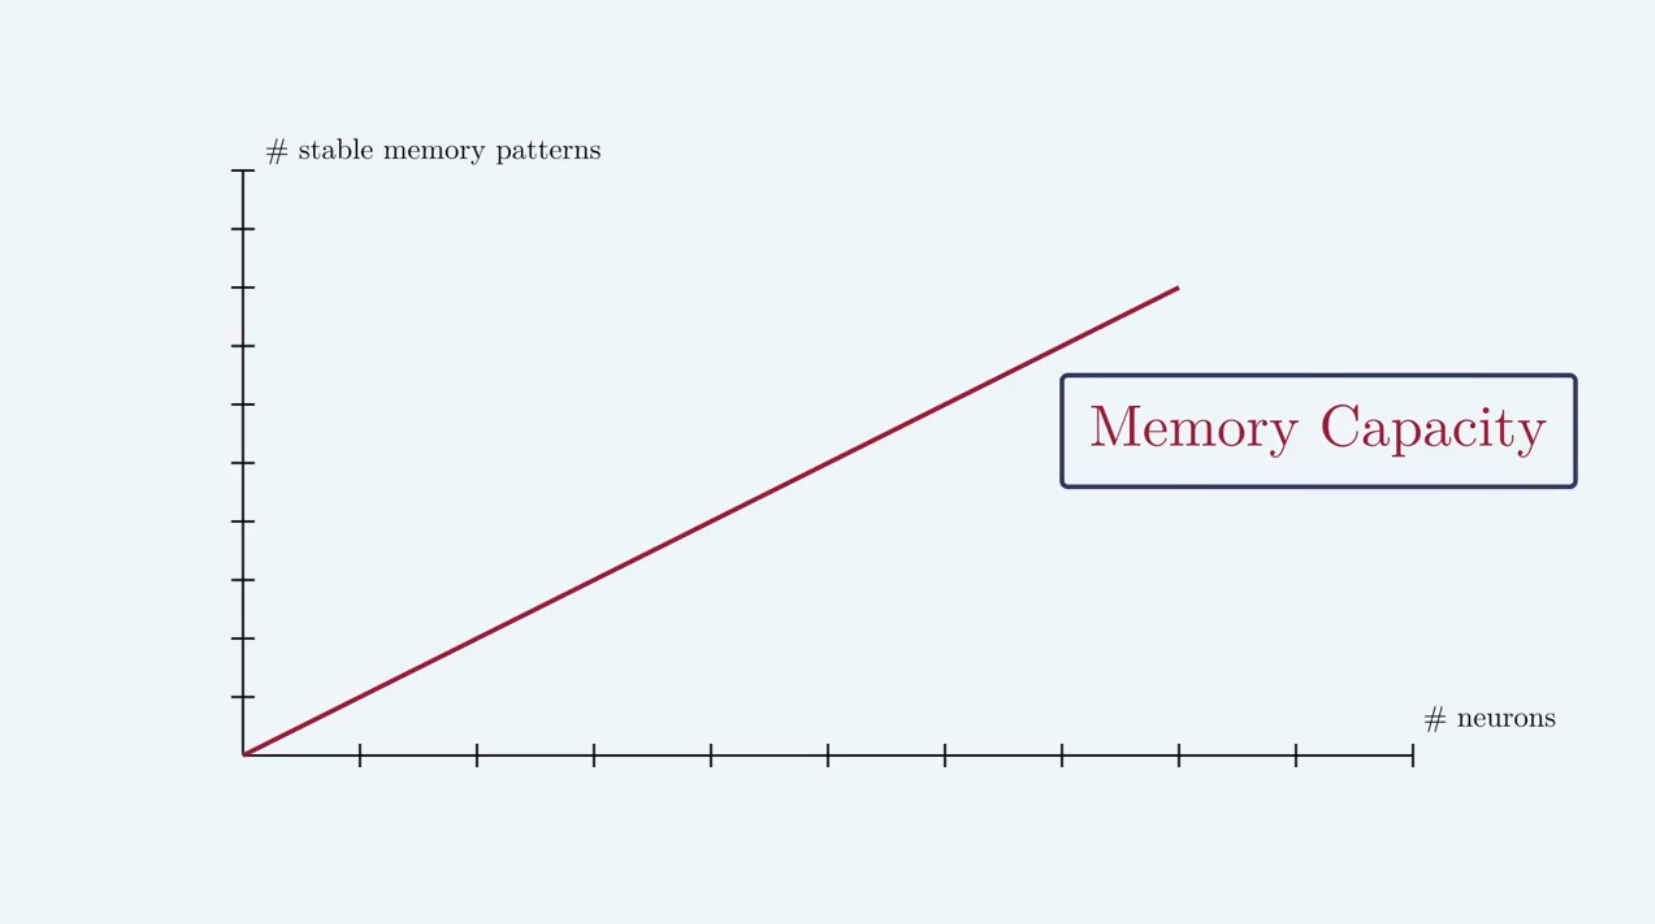 # stable memory patterns
Memory Capacity
# neurons